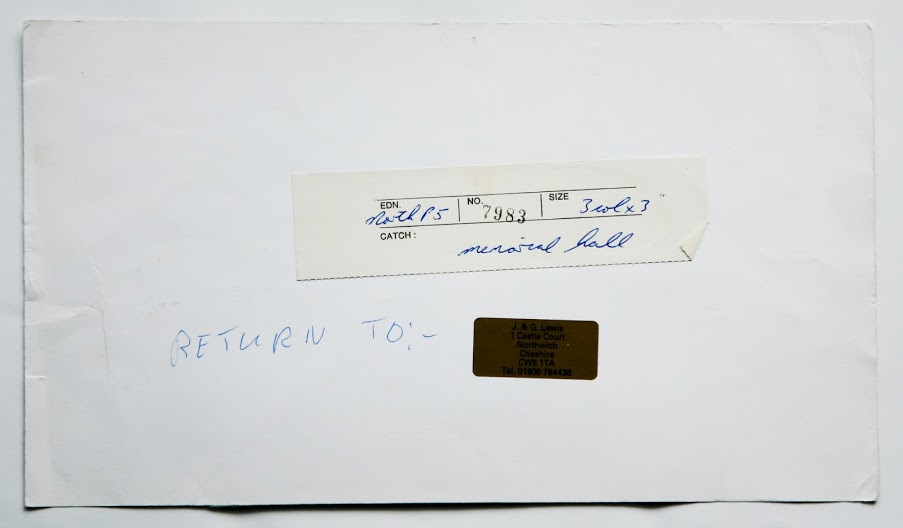 EDN. North P5 NO. 7983 SIZE 3 col x 3"
CATCH: memorial hall
RETURN TO:-
J. & G. Lewis
1 Castle Court
Northwich
Cheshire
CW8 1TA
Tel. 01606 784436